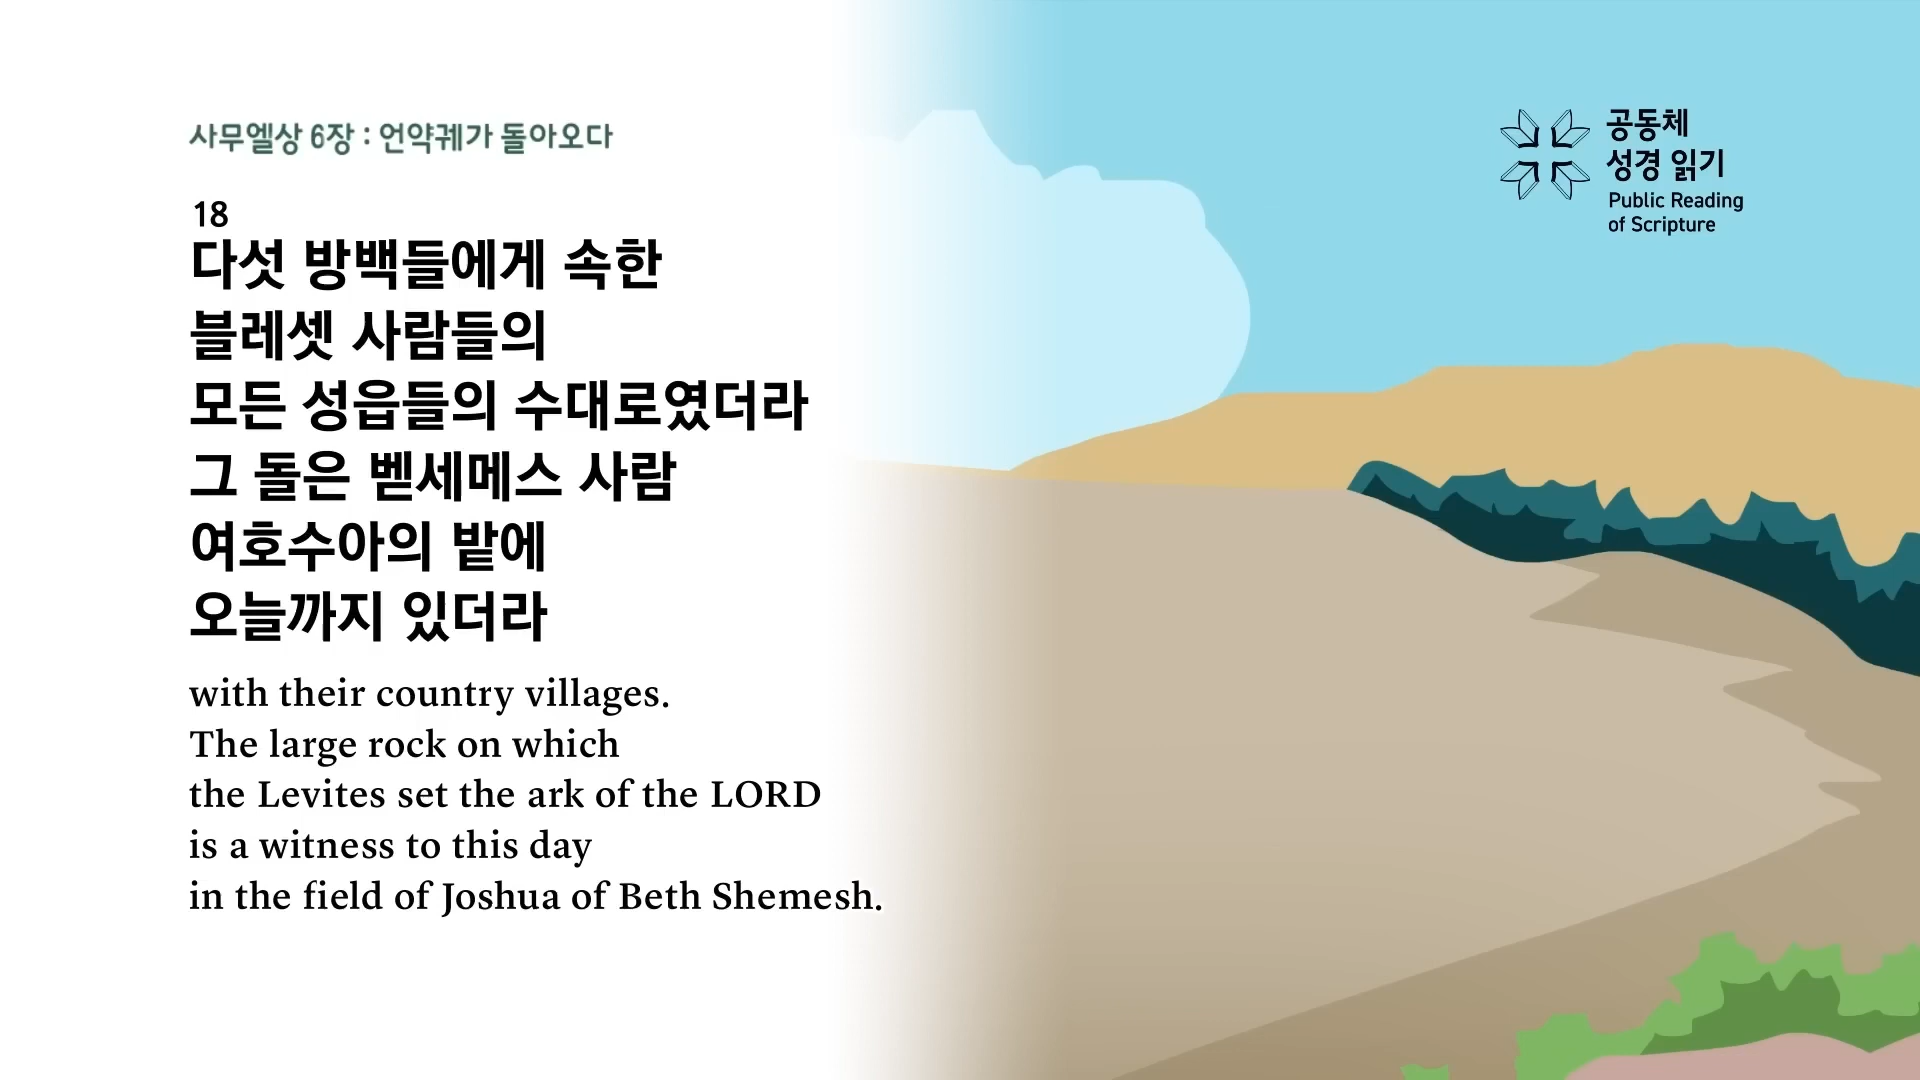 사무엘상 6장 : 언약궤가 돌아오다
18
다섯 방백들에게 속한
블레셋 사람들의
모든 성읍들의 수대로였더라
그 돌은 벧세메스 사람
여호수아의 밭에
오늘까지 있더라
with their country villages.
The large rock on which
the Levites set the ark of the LORD
is a witness to this day
in the field of Joshua of Beth Shemesh.
공동체
성경 읽기
Public Reading
of Scripture